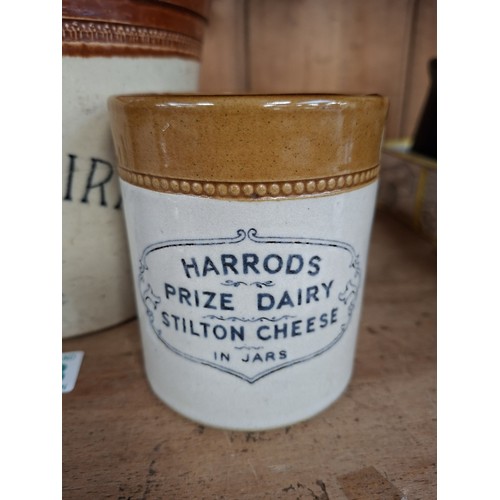 HARRODS
PRIZE DAIRY
STILTON CHEESE
IN JARS